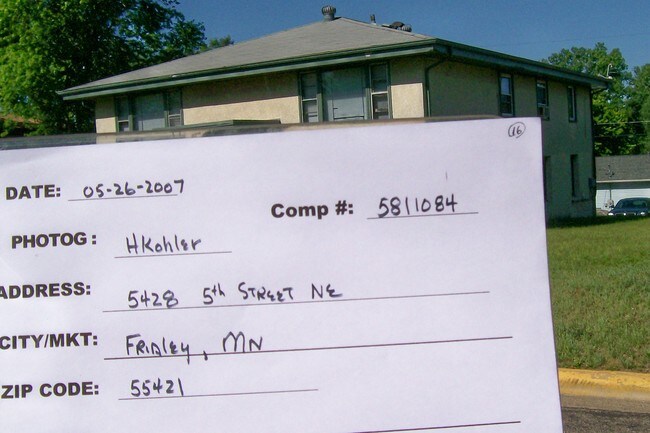 16
DATE: 05-26-2007
Comp #: 5811084
PHOTOG: HKohler
ADDRESS: 5428 5th STREET NE
CITY/MKT: FRIDLEY, MN
ZIP CODE: 55421